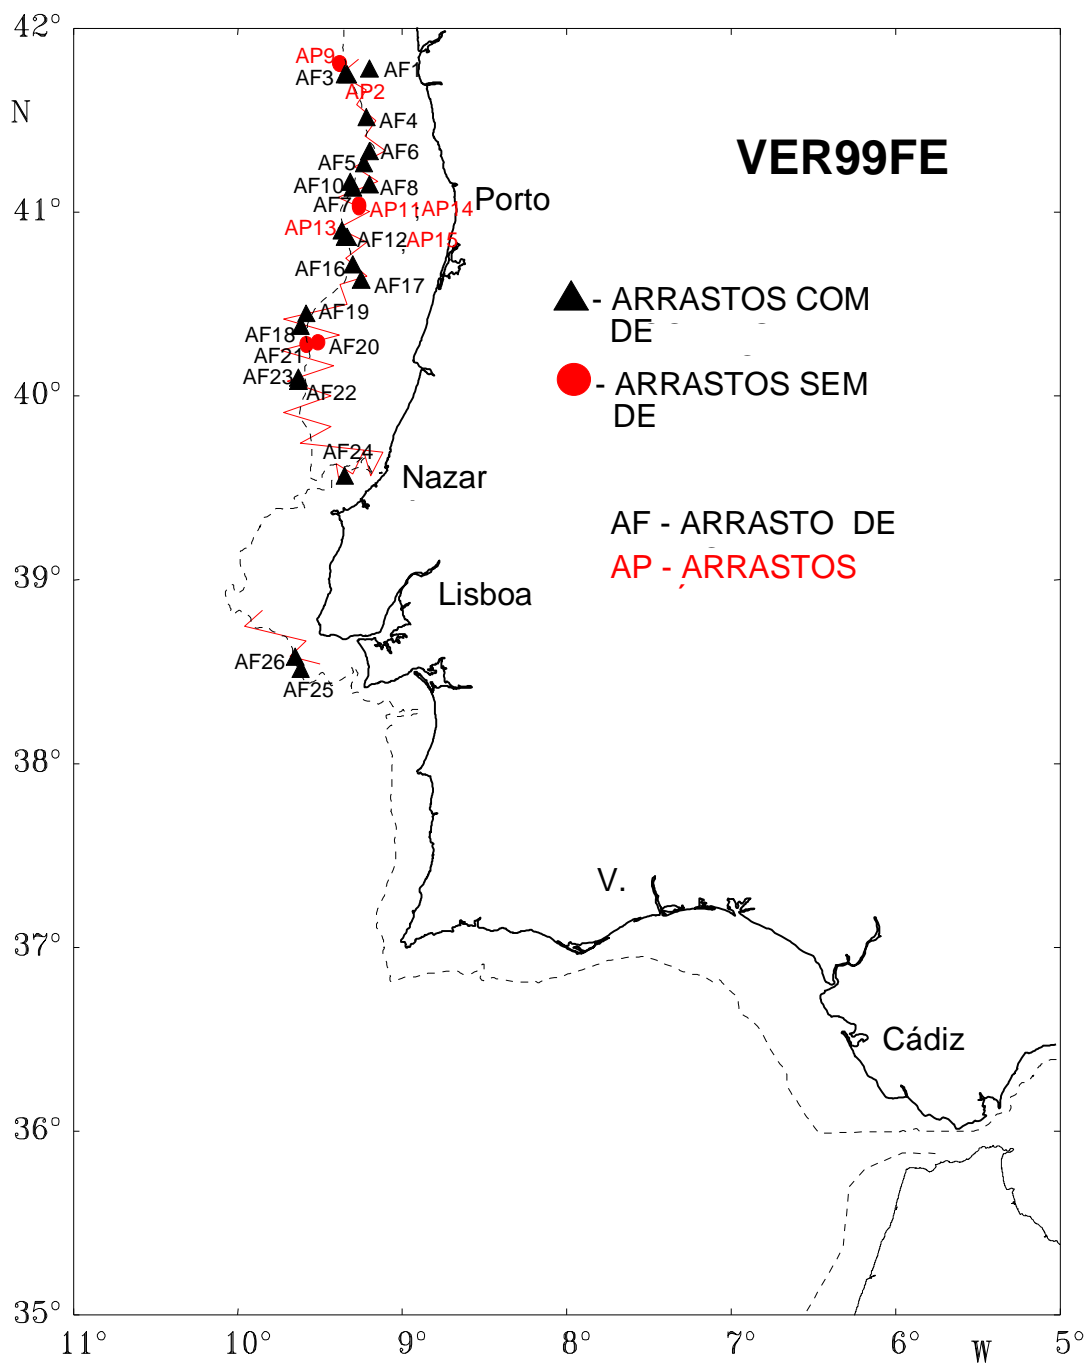 42°
AP9
AF3
AF1
AP2
N
AF4
VER99FE
AF6
AF5
AF10
AF8
AF7
AP11
AP14
Porto
41°
AP13
AF12
AP15
AF16
AF17
- ARRASTOS COM
DE
AF19
AF18
AF20
AF21
AF23
AF22
- ARRASTOS SEM
DE
40°
AF24
Nazar
AF - ARRASTO DE
AP - ARRASTOS
39°
Lisboa
AF26
AF25
38°
V.
37°
Cádiz
36°
35°
11° 10° 9° 8° 7° 6° W 5°